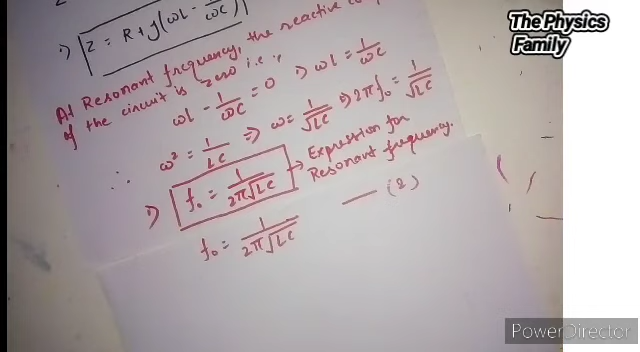 ⇒ Z = R + j(ωL - 1/ωC)
At Resonant frequency, the reactive
of the circuit is zero i.e.,
ωL - 1/ωC = 0 ⇒ ωL = 1/ωC
∴ ω² = 1/LC ⇒ ω = 1/√LC ⇒ 2πf₀ = 1/√LC
⇒ f₀ = 1/2π√LC → Expression for
Resonant frequency.
f₀ = 1/2π√LC — (2)
The Physics
Family
PowerDirector